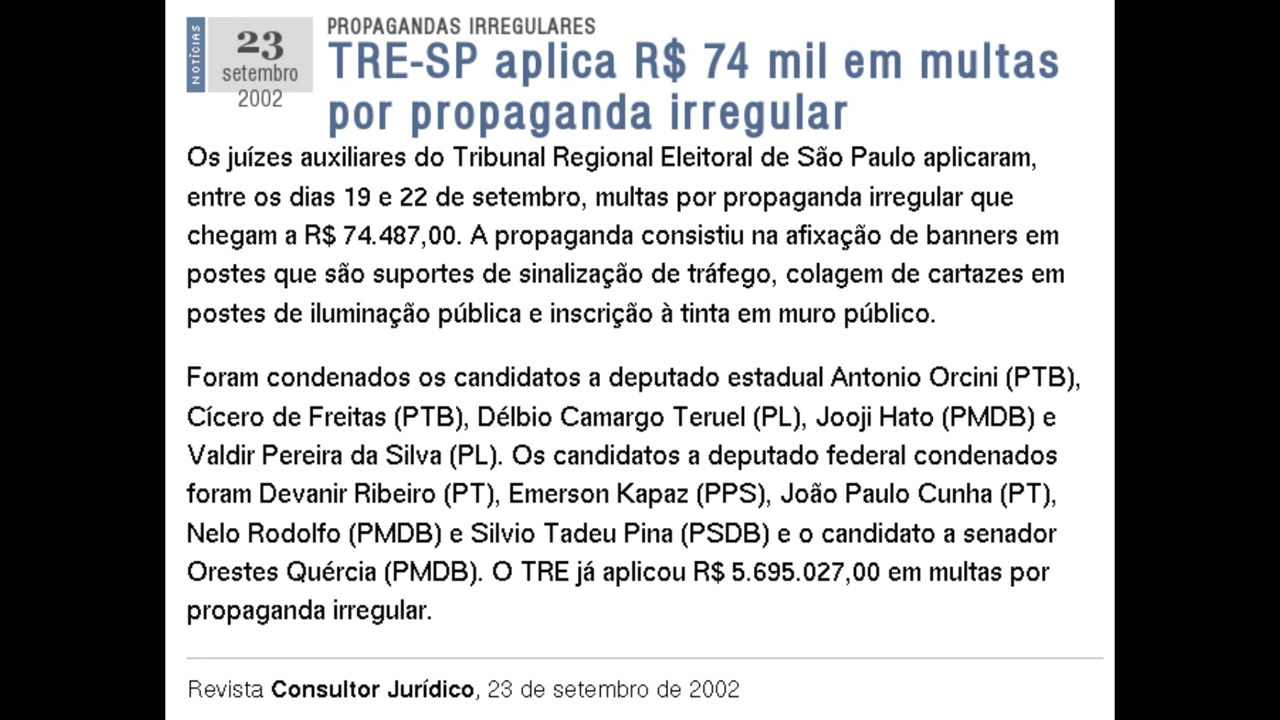 NOTÍCIAS
23
setembro
2002
PROPAGANDAS IRREGULARES
TRE-SP aplica R$ 74 mil em multas
por propaganda irregular
Os juízes auxiliares do Tribunal Regional Eleitoral de São Paulo aplicaram,
entre os dias 19 e 22 de setembro, multas por propaganda irregular que
chegam a R$ 74.487,00. A propaganda consistiu na afixação de banners em
postes que são suportes de sinalização de tráfego, colagem de cartazes em
postes de iluminação pública e inscrição à tinta em muro público.
Foram condenados os candidatos a deputado estadual Antonio Orcini (PTB),
Cícero de Freitas (PTB), Délbio Camargo Teruel (PL), Jooji Hato (PMDB) e
Valdir Pereira da Silva (PL). Os candidatos a deputado federal condenados
foram Devanir Ribeiro (PT), Emerson Kapaz (PPS), João Paulo Cunha (PT),
Nelo Rodolfo (PMDB) e Silvio Tadeu Pina (PSDB) e o candidato a senador
Orestes Quércia (PMDB). O TRE já aplicou R$ 5.695.027,00 em multas por
propaganda irregular.
Revista Consultor Jurídico, 23 de setembro de 2002